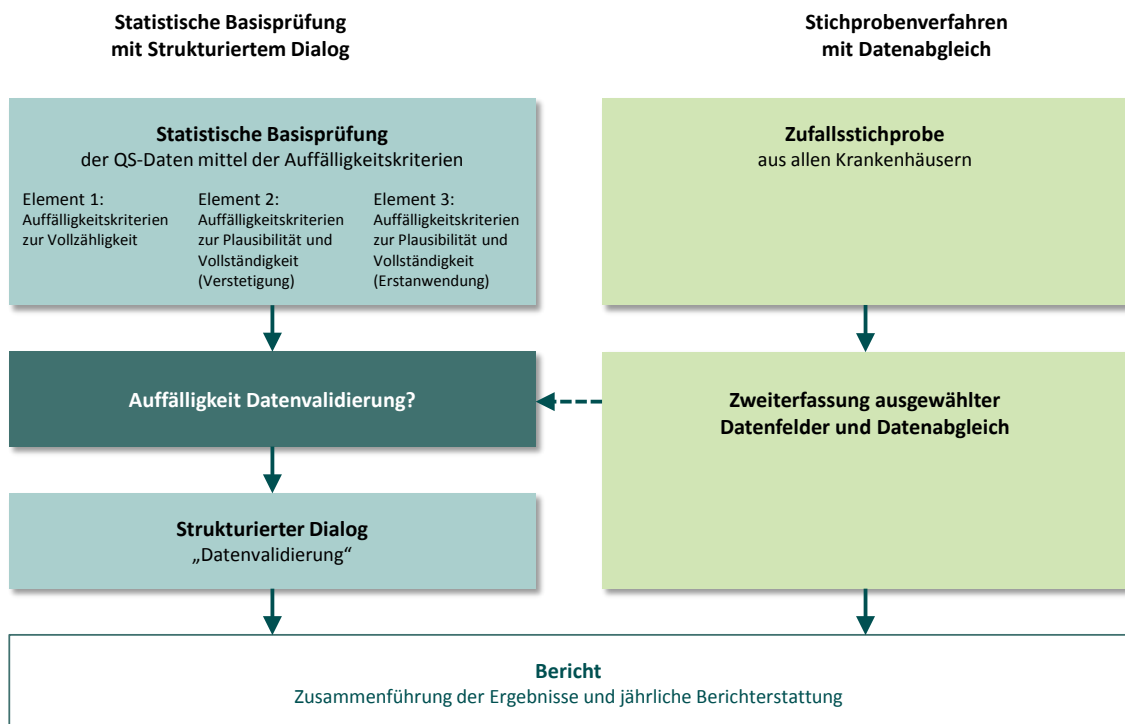 Statistische Basisprüfung
mit Strukturiertem Dialog
Stichprobenverfahren
mit Datenabgleich
Statistische Basisprüfung
der QS-Daten mittel der Auffälligkeitskriterien
Element 1:
Auffälligkeitskriterien
zur Vollzähligkeit
Element 2:
Auffälligkeitskriterien
zur Plausibilität und
Vollständigkeit
(Verstetigung)
Element 3:
Auffälligkeitskriterien
zur Plausibilität und
Vollständigkeit
(Erstanwendung)
Zufallsstichprobe
aus allen Krankenhäusern
Auffälligkeit Datenvalidierung?
Zweiterfassung ausgewählter
Datenfelder und Datenabgleich
Strukturierter Dialog
„Datenvalidierung“
Bericht
Zusammenführung der Ergebnisse und jährliche Berichterstattung